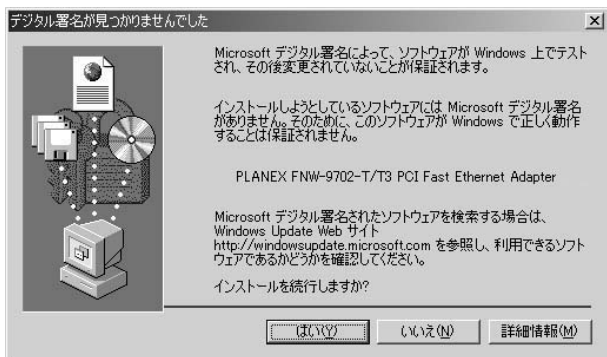 デジタル署名が見つかりませんでした
Microsoft デジタル署名によって、ソフトウェアが Windows 上でテスト
され、その後変更されていないことが保証されます。
インストールしようとしているソフトウェアには Microsoft デジタル署名
がありません。そのために、このソフトウェアが Windows で正しく動作
することは保証されません。
PLANEX FNW-9702-T/T3 PCI Fast Ethernet Adapter
Microsoft デジタル署名されたソフトウェアを検索する場合は、
Windows Update Web サイト
http://windowsupdate.microsoft.com を参照し、利用できるソフト
ウェアであるかどうかを確認してください。
インストールを続行しますか?
はい(Y) いいえ(N) 詳細情報(M)